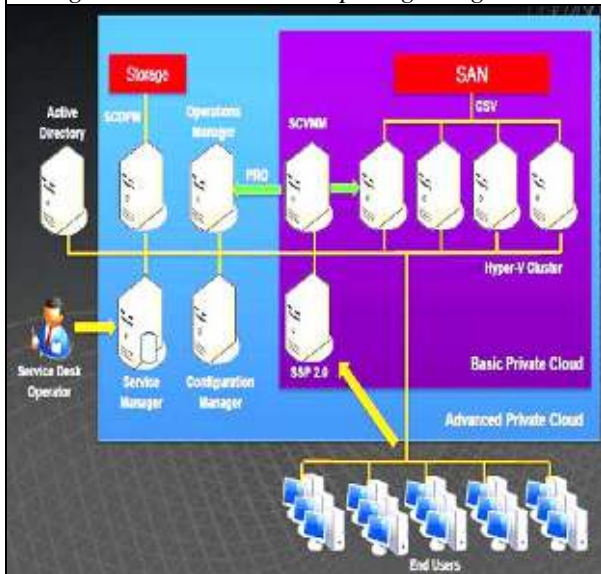 Storage
SAN
CSV
Active
Directory
SCDPM
Operations
Manager
SCVMM
PRO
Hyper-V Cluster
Service Desk
Operator
Service
Manager
Configuration
Manager
SSP 2.0
Basic Private Cloud
Advanced Private Cloud
End Users